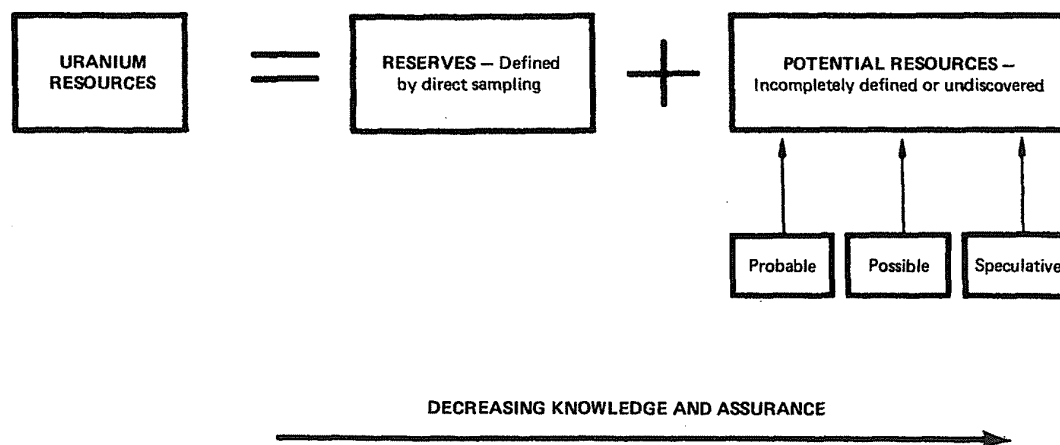 URANIUM
RESOURCES
RESERVES — Defined
by direct sampling
POTENTIAL RESOURCES —
Incompletely defined or undiscovered
Probable
Possible
Speculative
DECREASING KNOWLEDGE AND ASSURANCE